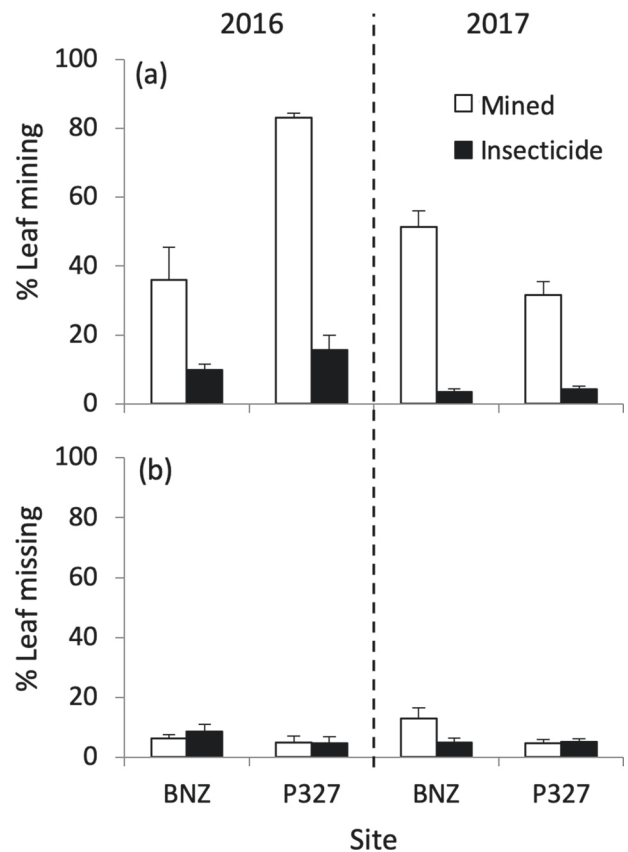 2016 2017
(a)
100
80
60
40
20
0
% Leaf mining
Mined
Insecticide
(b)
100
80
60
40
20
0
% Leaf missing
BNZ P327 BNZ P327
Site